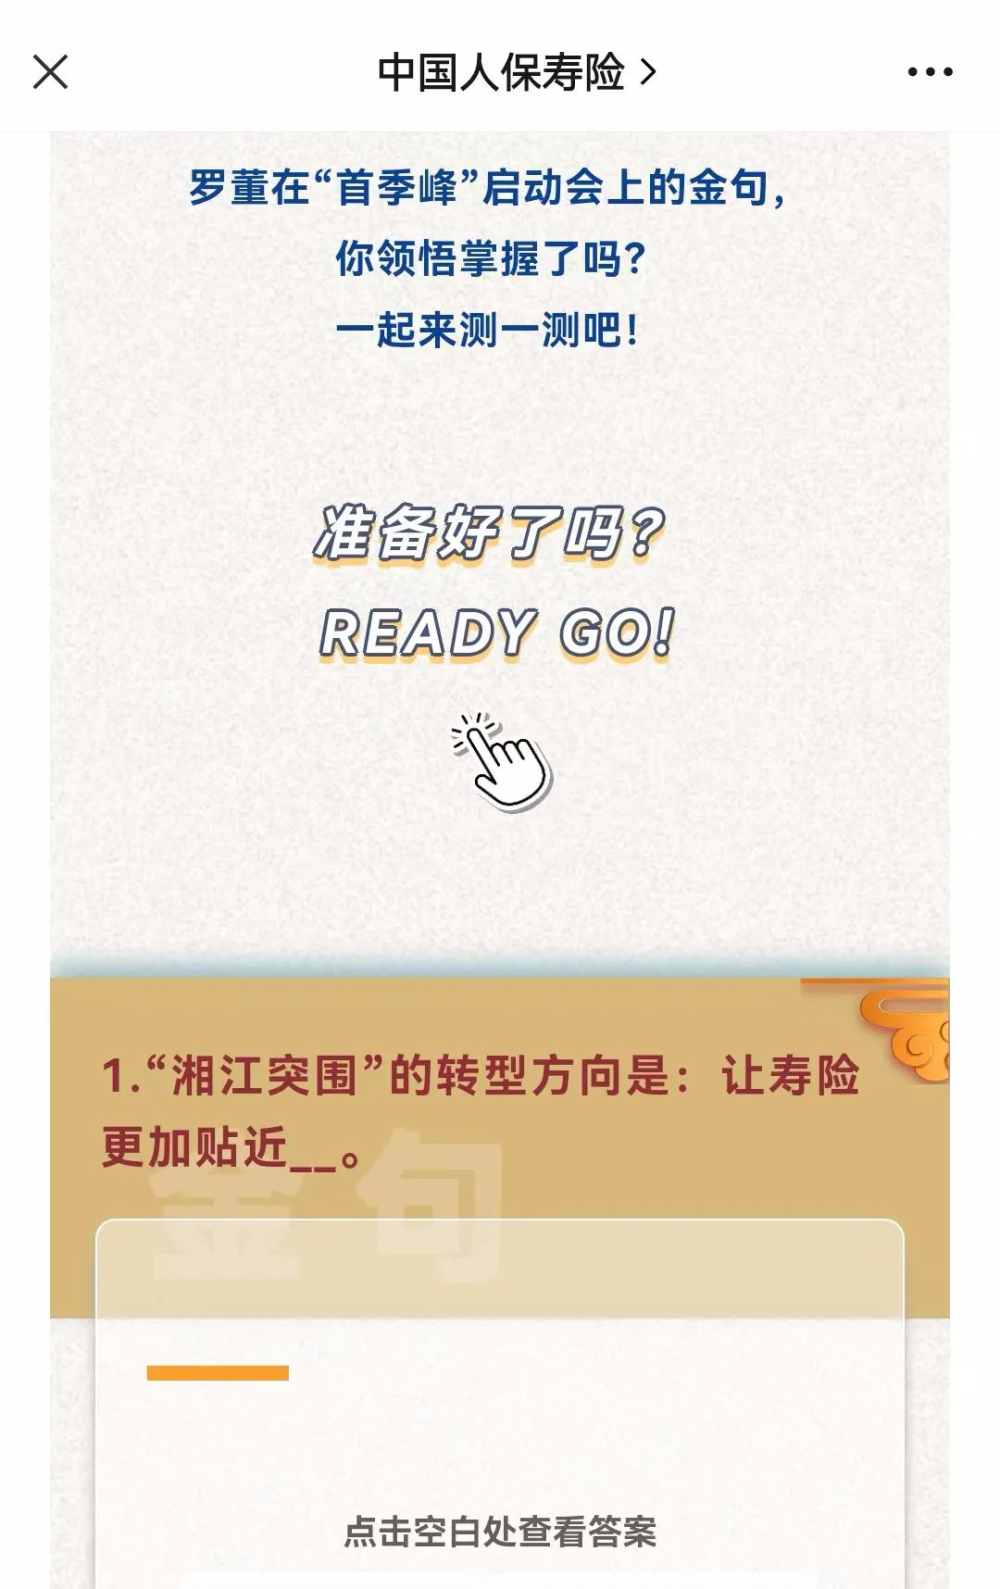 中国人保寿险
罗董在“首季峰”启动会上的金句，
你领悟掌握了吗？
一起来测一测吧！
准备好了吗？
READY GO!
1.“湘江突围”的转型方向是：让寿险
更加贴近__。
金句
点击空白处查看答案